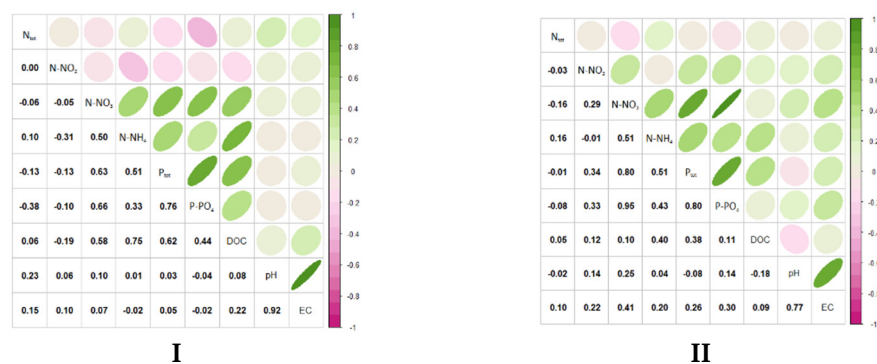 N tot
0.00 N-NO₂
-0.06 -0.05 N-NO₃
0.10 -0.31 0.50 N-NH₄
-0.13 -0.13 0.63 0.51 P tot
-0.38 -0.10 0.66 0.33 0.76 P-PO₄
0.06 -0.19 0.58 0.75 0.62 0.44 DOC
0.23 0.06 0.10 0.01 0.03 -0.04 0.08 pH
0.15 0.10 0.07 -0.02 0.05 -0.02 0.22 0.92 EC
1
0.8
0.6
0.4
0.2
0
-0.2
-0.4
-0.6
-0.8
-1
I
N tot
-0.03 N-NO₂
-0.16 0.29 N-NO₃
0.16 -0.01 0.51 N-NH₄
-0.01 0.34 0.80 0.51 P tot
-0.08 0.33 0.95 0.43 0.80 P-PO₄
0.05 0.12 0.10 0.40 0.38 0.11 DOC
-0.02 0.14 0.25 0.04 -0.08 0.14 -0.18 pH
0.10 0.22 0.41 0.20 0.26 0.30 0.09 0.77 EC
1
0.8
0.6
0.4
0.2
0
-0.2
-0.4
-0.6
-0.8
-1
II